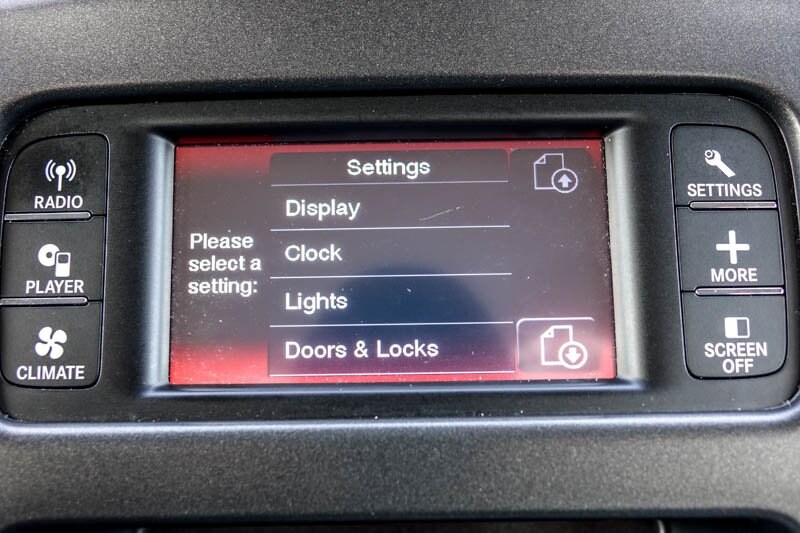 RADIO
PLAYER
CLIMATE
Settings
Please
select a
setting:
Display
Clock
Lights
Doors & Locks
SETTINGS
MORE
SCREEN
OFF